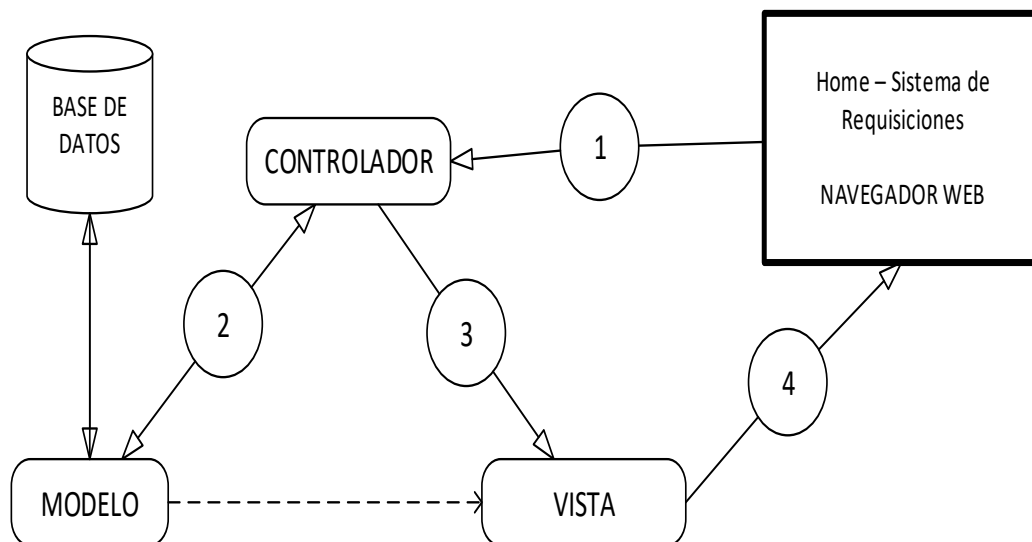 BASE DE
DATOS
CONTROLADOR
1
Home – Sistema de
Requisiciones
NAVEGADOR WEB
2
3
4
MODELO
VISTA